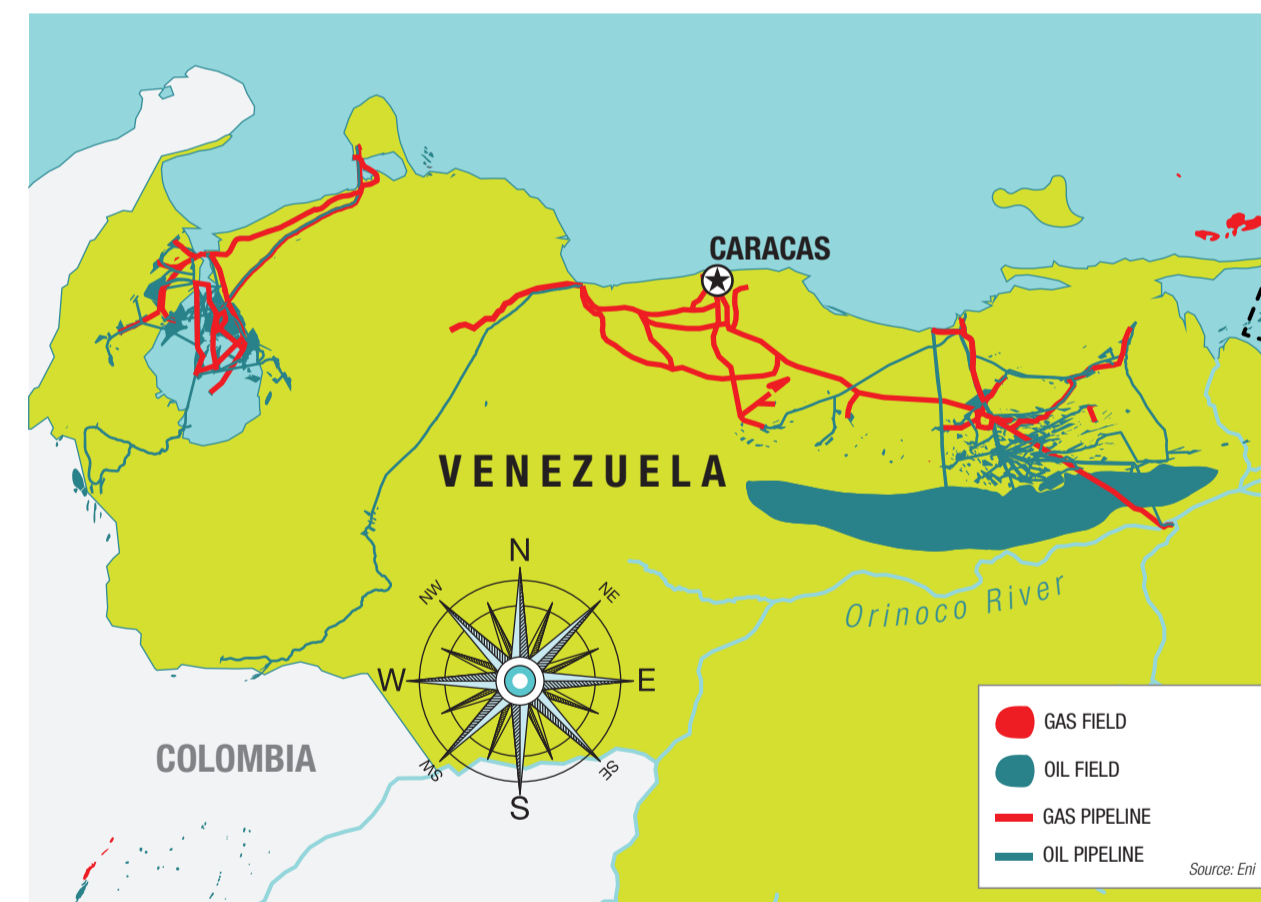 CARACAS
VENEZUELA
N
NW
NE
Orinoco River
W
E
COLOMBIA
SW
SE
S
GAS FIELD
OIL FIELD
GAS PIPELINE
OIL PIPELINE
Source: Eni